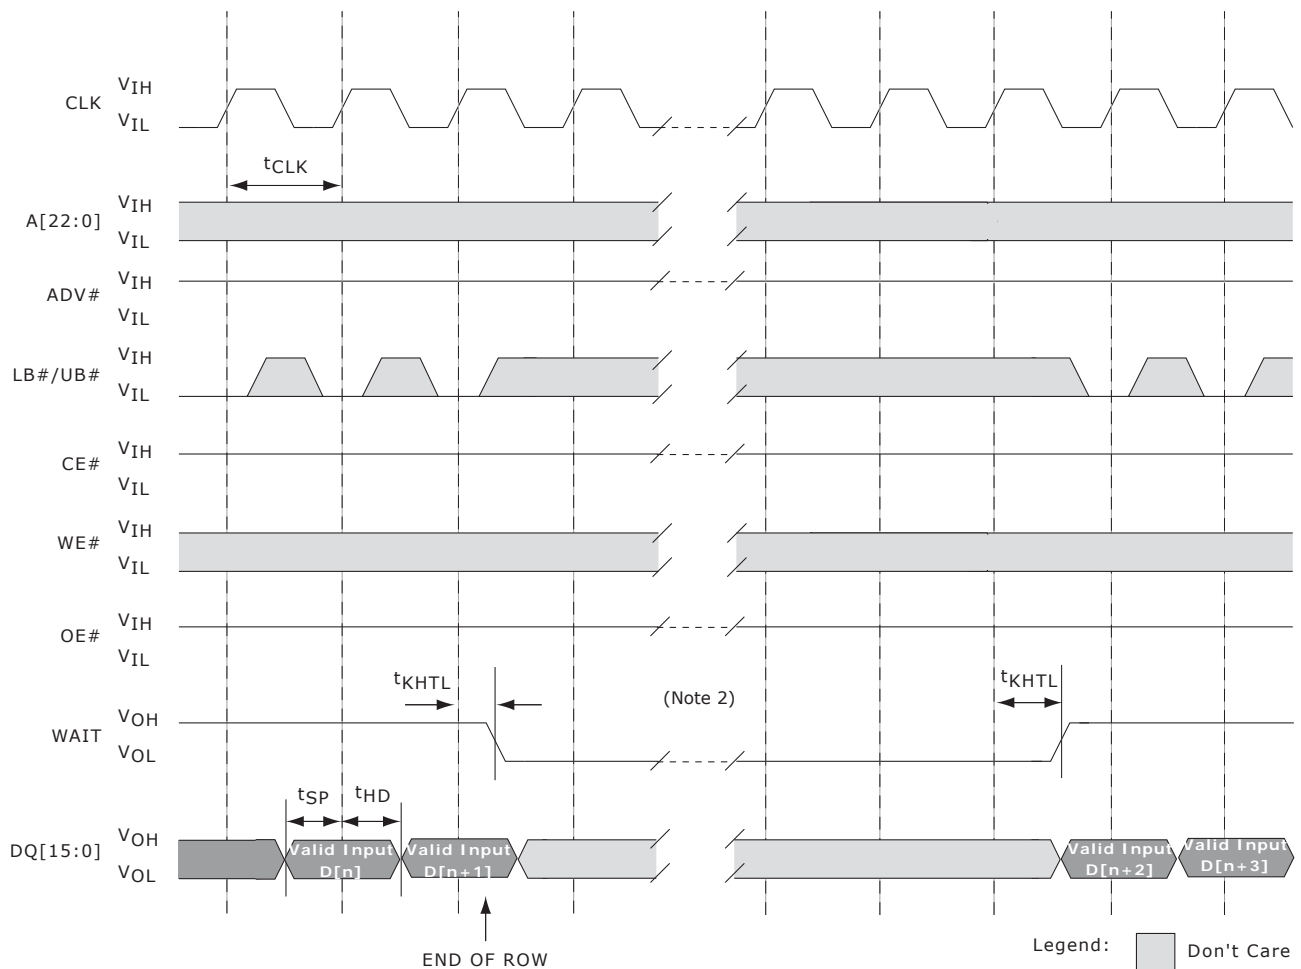 CLK
VIH
VIL
tCLK
A[22:0]
VIH
VIL
ADV#
VIH
VIL
LB#/UB#
VIH
VIL
CE#
VIH
VIL
WE#
VIH
VIL
OE#
VIH
VIL
tKHTL
(Note 2)
tKHTL
WAIT
VOH
VOL
tSP
tHD
DQ[15:0]
VOH
VOL
Valid Input
D[n]
Valid Input
D[n+1]
Valid Input
D[n+2]
Valid Input
D[n+3]
END OF ROW
Legend:
Don't Care